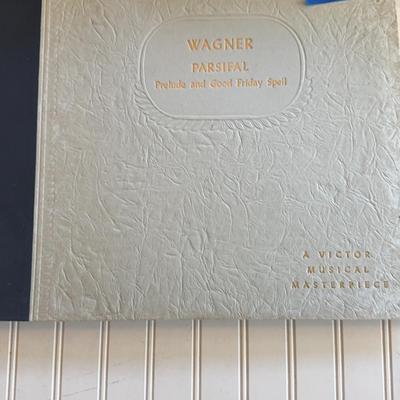 WAGNER
PARSIFAL
Prelude and Good Friday Spell
A VICTOR
MUSICAL
MASTERPIECE